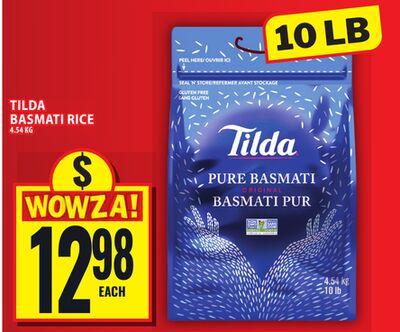 10 LB
TILDA
BASMATI RICE
4.54 KG
$
WOWZA!
12 98
EACH
PEEL HERE/ OUVRIR ICI
SEAL 'N' STORE/REFERMER AVANT STOCKAGE
GLUTEN FREE
SANS GLUTEN
Tilda
PURE BASMATI
ORIGINAL
BASMATI PUR
4.54 kg
10 lb